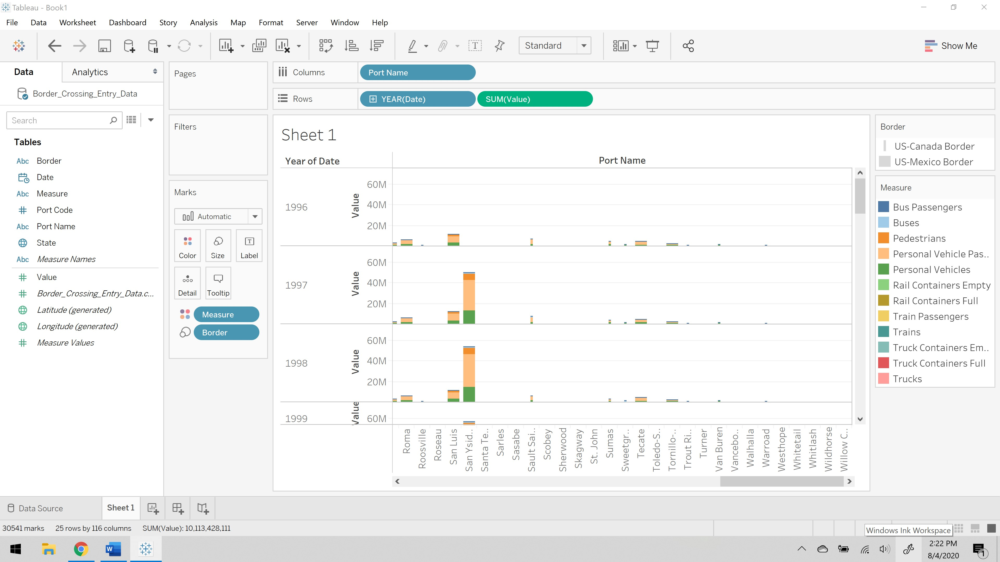 Tableau - Book1
File Data Worksheet Dashboard Story Analysis Map Format Server Window Help
Standard
Show Me
Data
Analytics
Border_Crossing_Entry_Data
Search
Tables
Abc Border
Date
Abc Measure
Port Code
Abc Port Name
State
Abc Measure Names
Value
Border_Crossing_Entry_Data.c...
Latitude (generated)
Longitude (generated)
Measure Values
Pages
Filters
Marks
Automatic
Color
Size
T
Label
Detail
Tooltip
Measure
Border
Columns
Port Name
Rows
YEAR(Date)
SUM(Value)
Sheet 1
Year of Date
Port Name
1996
Value
60M
40M
20M
1997
Value
60M
40M
20M
1998
Value
60M
40M
20M
1999
Value
60M
Roma
Roosville
Roseau
San Luis
San Ysid..
Santa Te..
Sarles
Sasabe
Sault Sai..
Scobey
Sherwood
Skagway
St. John
Sumas
Sweetgr..
Tecate
Toledo-S..
Tornillo-..
Trout Ri..
Turner
Van Buren
Vancebo..
Walhalla
Warroad
Westhope
Whitetail
Whitlash
Wildhorse
Willow C..
Border
US-Canada Border
US-Mexico Border
Measure
Bus Passengers
Buses
Pedestrians
Personal Vehicle Pas..
Personal Vehicles
Rail Containers Empty
Rail Containers Full
Train Passengers
Trains
Truck Containers Em..
Truck Containers Full
Trucks
Data Source
Sheet 1
30541 marks
25 rows by 116 columns
SUM(Value): 10,113,428,111
Windows Ink Workspace
W
2:22 PM
8/4/2020
1